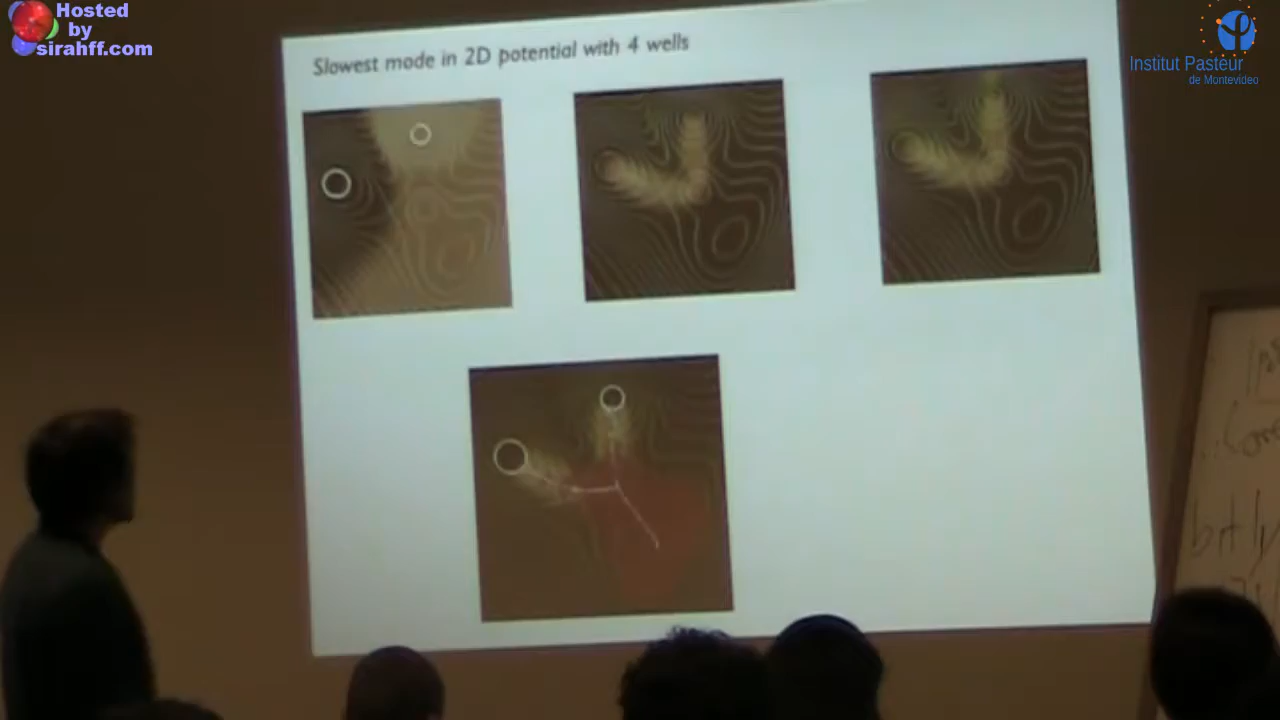 Hosted
by
sirahff.com
Slowest mode in 2D potential with 4 wells
Institut Pasteur
de Montevideo